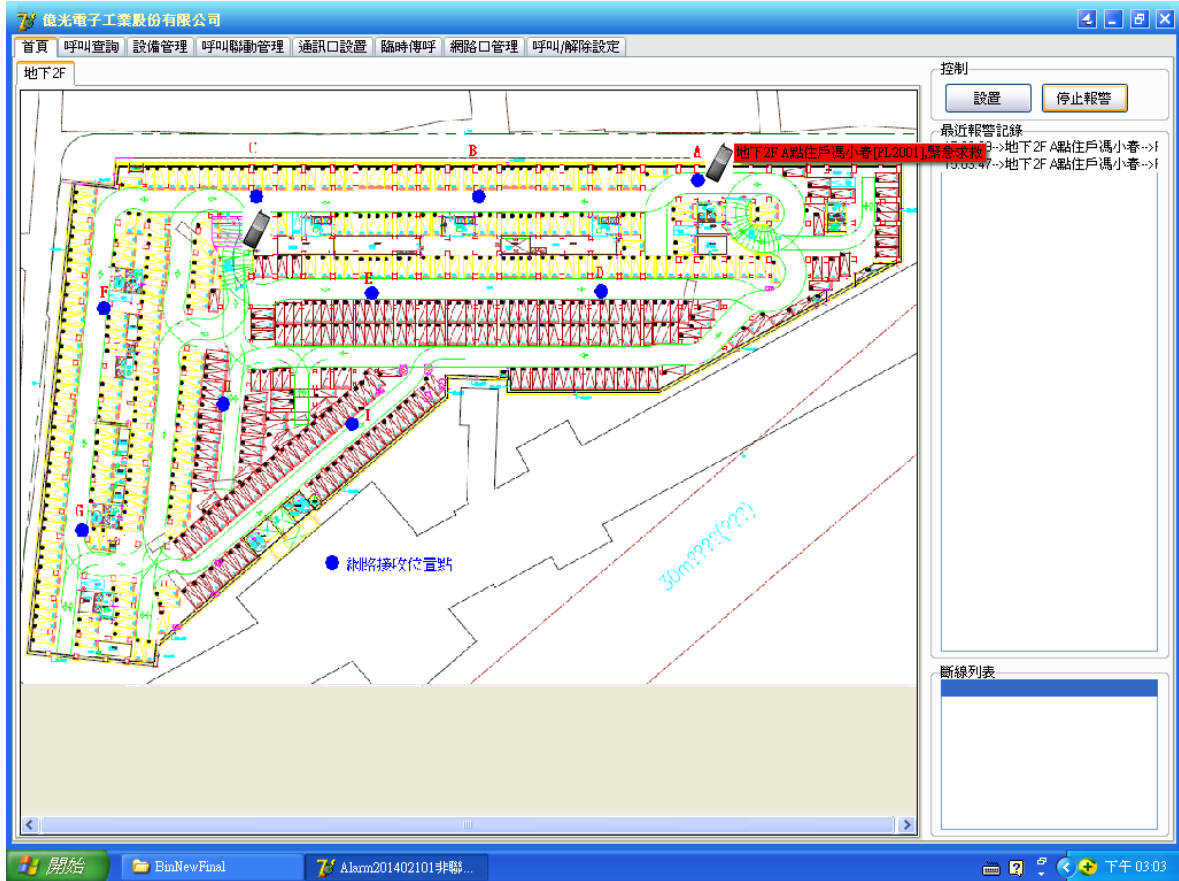 億光電子工業股份有限公司
首頁 呼叫查詢 設備管理 呼叫聯動管理 通訊口設置 臨時傳呼 網路口管理 呼叫/解除設定
地下2F
控制
設置 停止報警
最近報警記錄
-->地下2F A點住戶馮小春-->F
-->地下2F A點住戶馮小春-->F
地下2F A點住戶馮小春[PL2001],緊急求救
C
B
A
E
D
F
H
I
G
網路接收位置點
30m???(???)
斷線列表
開始 BinNewFinal Alarm201402101非聯... 下午 03:03